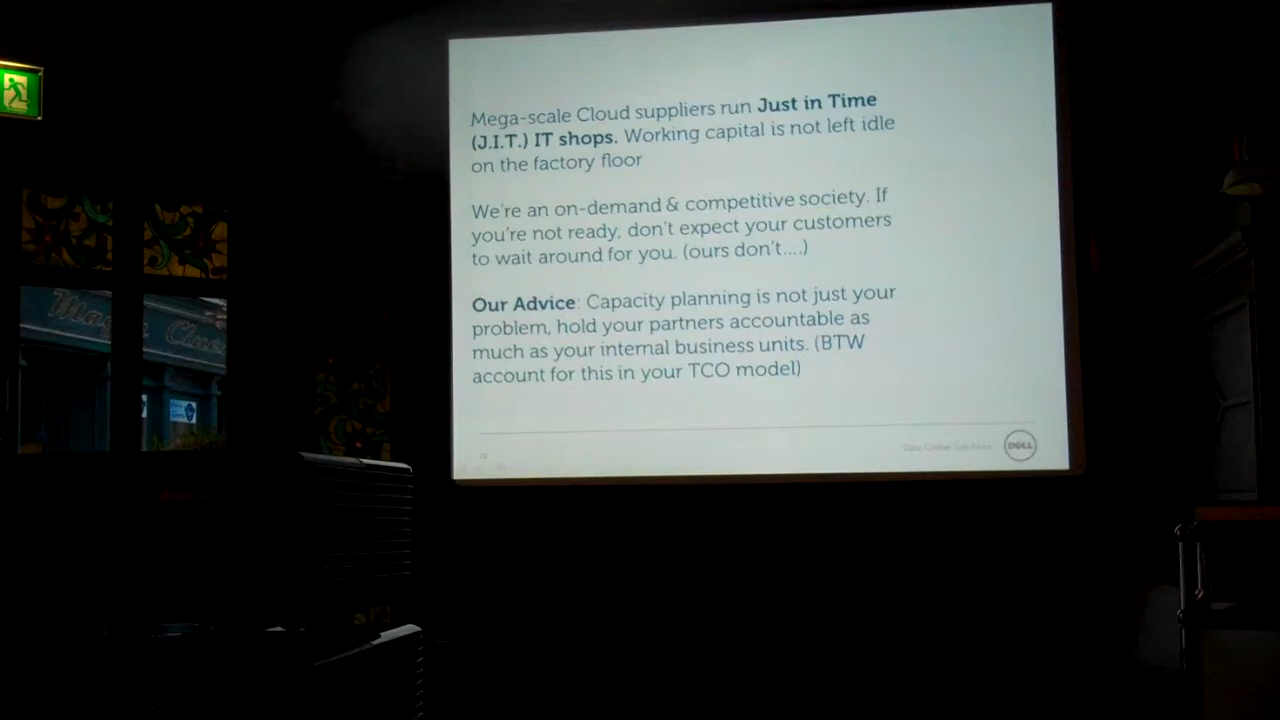 Mega-scale Cloud suppliers run Just in Time
(J.I.T.) IT shops. Working capital is not left idle
on the factory floor
We're an on-demand & competitive society. If
you're not ready, don't expect your customers
to wait around for you. (ours don't....)
Our Advice: Capacity planning is not just your
problem, hold your partners accountable as
much as your internal business units. (BTW
account for this in your TCO model)
Data Center Solutions
DELL